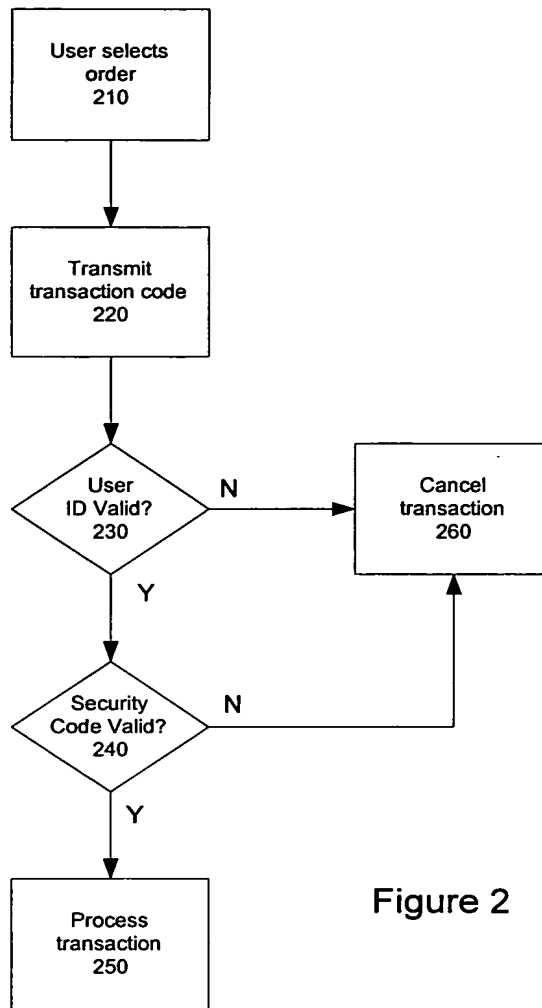 User selects
order
210
Transmit
transaction code
220
User
ID Valid?
230
N
Cancel
transaction
260
Y
Security
Code Valid?
240
N
Y
Process
transaction
250
Figure 2